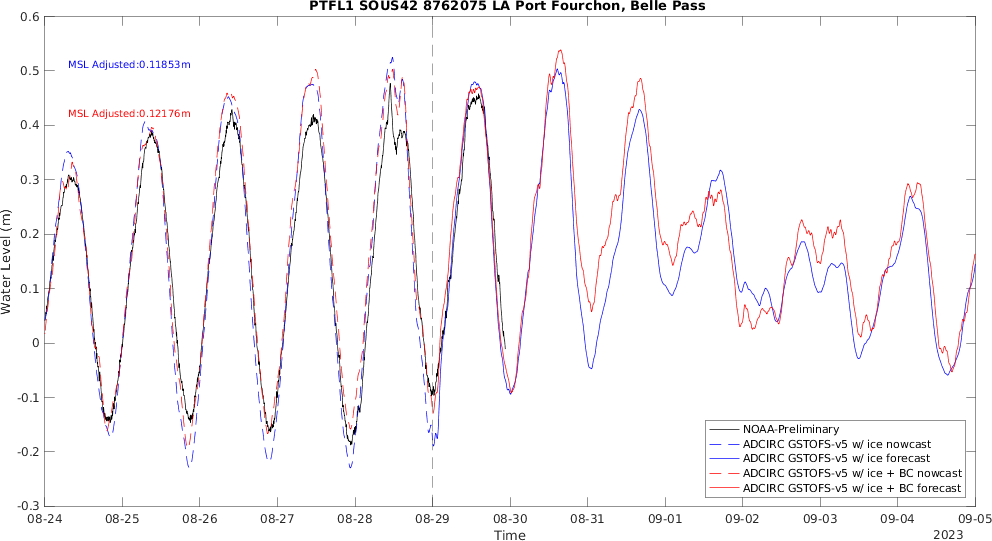 PTFL1 SOUS42 8762075 LA Port Fourchon, Belle Pass
0.6
0.5
0.4
0.3
0.2
0.1
0
-0.1
-0.2
-0.3
Water Level (m)
MSL Adjusted:0.11853m
MSL Adjusted:0.12176m
NOAA-Preliminary
ADCIRC GSTOFS-v5 w/ ice nowcast
ADCIRC GSTOFS-v5 w/ ice forecast
ADCIRC GSTOFS-v5 w/ ice + BC nowcast
ADCIRC GSTOFS-v5 w/ ice + BC forecast
08-24 08-25 08-26 08-27 08-28 08-29 08-30 08-31 09-01 09-02 09-03 09-04 09-05
Time
2023